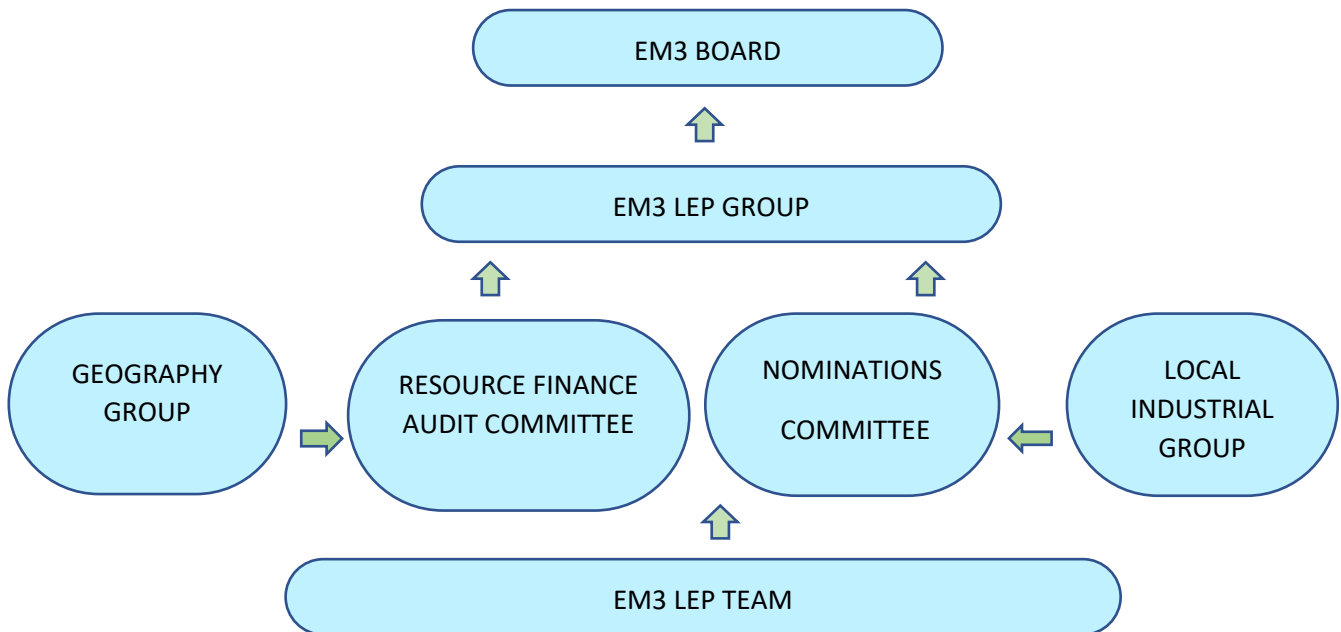 EM3 BOARD
EM3 LEP GROUP
GEOGRAPHY
GROUP
RESOURCE FINANCE
AUDIT COMMITTEE
NOMINATIONS
COMMITTEE
LOCAL
INDUSTRIAL
GROUP
EM3 LEP TEAM